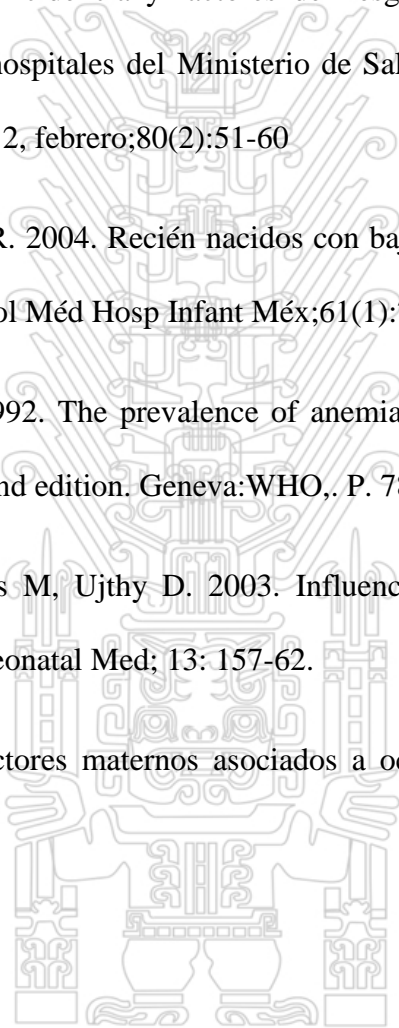 hospitales del Ministerio de Sal
2, febrero;80(2):51-60
R. 2004. Recién nacidos con baj
ol Méd Hosp Infant Méx;61(1):
992. The prevalence of anemia
nd edition. Geneva:WHO,. P. 78
s M, Ujthy D. 2003. Influenc
eonatal Med; 13: 157-62.
ctores maternos asociados a o